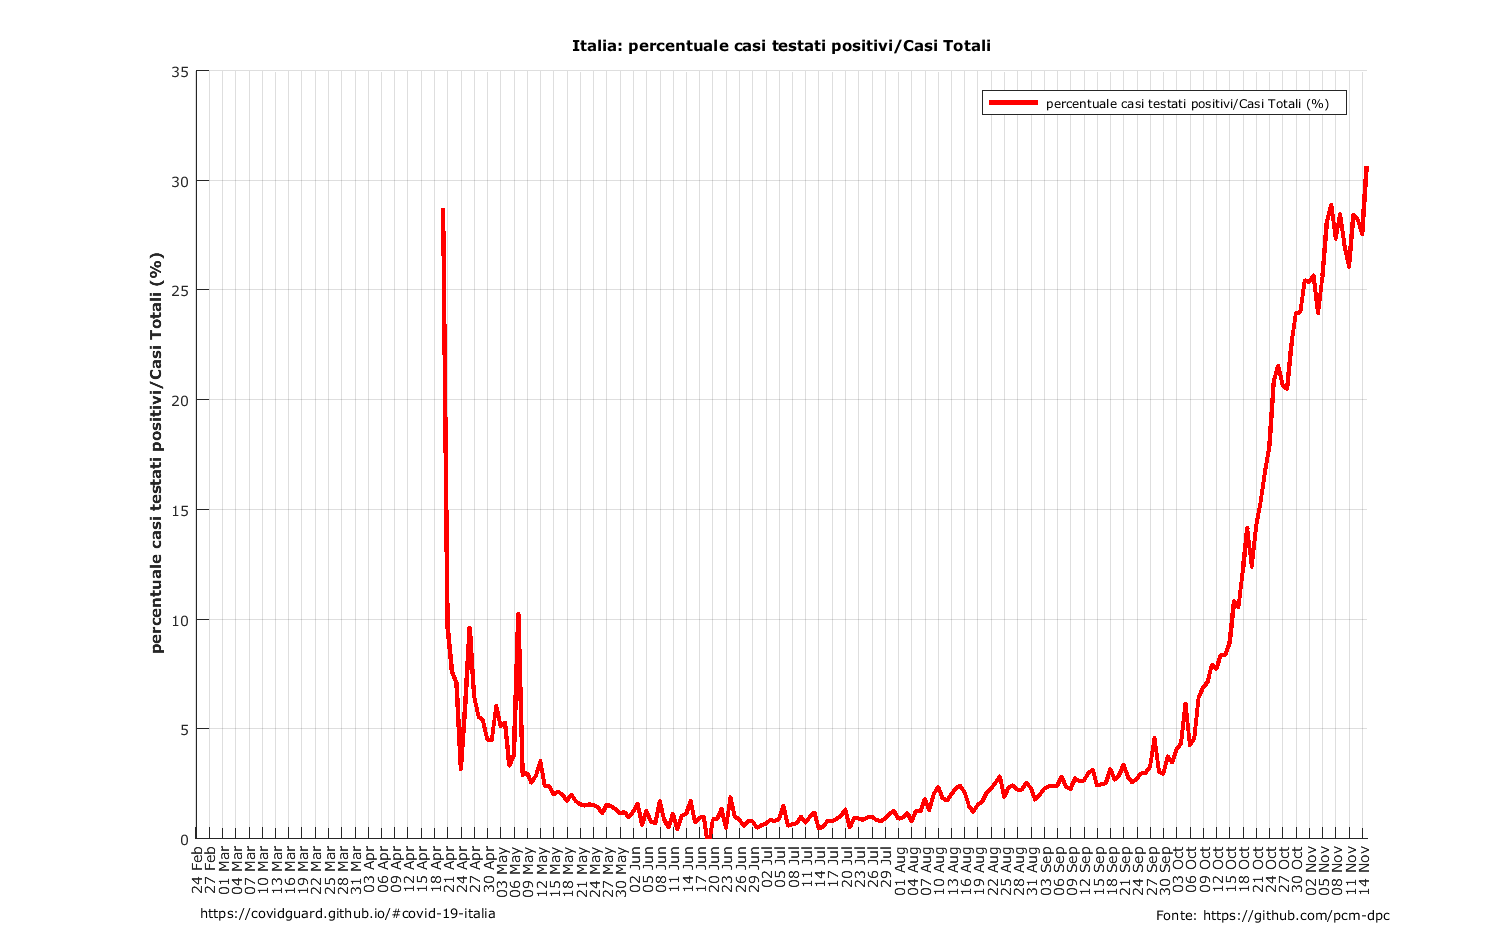 Italia: percentuale casi testati positivi/Casi Totali
percentuale casi testati positivi/Casi Totali (%)
percentuale casi testati positivi/Casi Totali (%)
35
30
25
20
15
10
5
0
24 Feb
27 Feb
01 Mar
04 Mar
07 Mar
10 Mar
13 Mar
16 Mar
19 Mar
22 Mar
25 Mar
28 Mar
31 Mar
03 Apr
06 Apr
09 Apr
12 Apr
15 Apr
18 Apr
21 Apr
24 Apr
27 Apr
30 Apr
03 May
06 May
09 May
12 May
15 May
18 May
21 May
24 May
27 May
30 May
02 Jun
05 Jun
08 Jun
11 Jun
14 Jun
17 Jun
20 Jun
23 Jun
26 Jun
29 Jun
02 Jul
05 Jul
08 Jul
11 Jul
14 Jul
17 Jul
20 Jul
23 Jul
26 Jul
29 Jul
01 Aug
04 Aug
07 Aug
10 Aug
13 Aug
16 Aug
19 Aug
22 Aug
25 Aug
28 Aug
31 Aug
03 Sep
06 Sep
09 Sep
12 Sep
15 Sep
18 Sep
21 Sep
24 Sep
27 Sep
30 Sep
03 Oct
06 Oct
09 Oct
12 Oct
15 Oct
18 Oct
21 Oct
24 Oct
27 Oct
30 Oct
02 Nov
05 Nov
08 Nov
11 Nov
14 Nov
https://covidguard.github.io/#covid-19-italia
Fonte: https://github.com/pcm-dpc